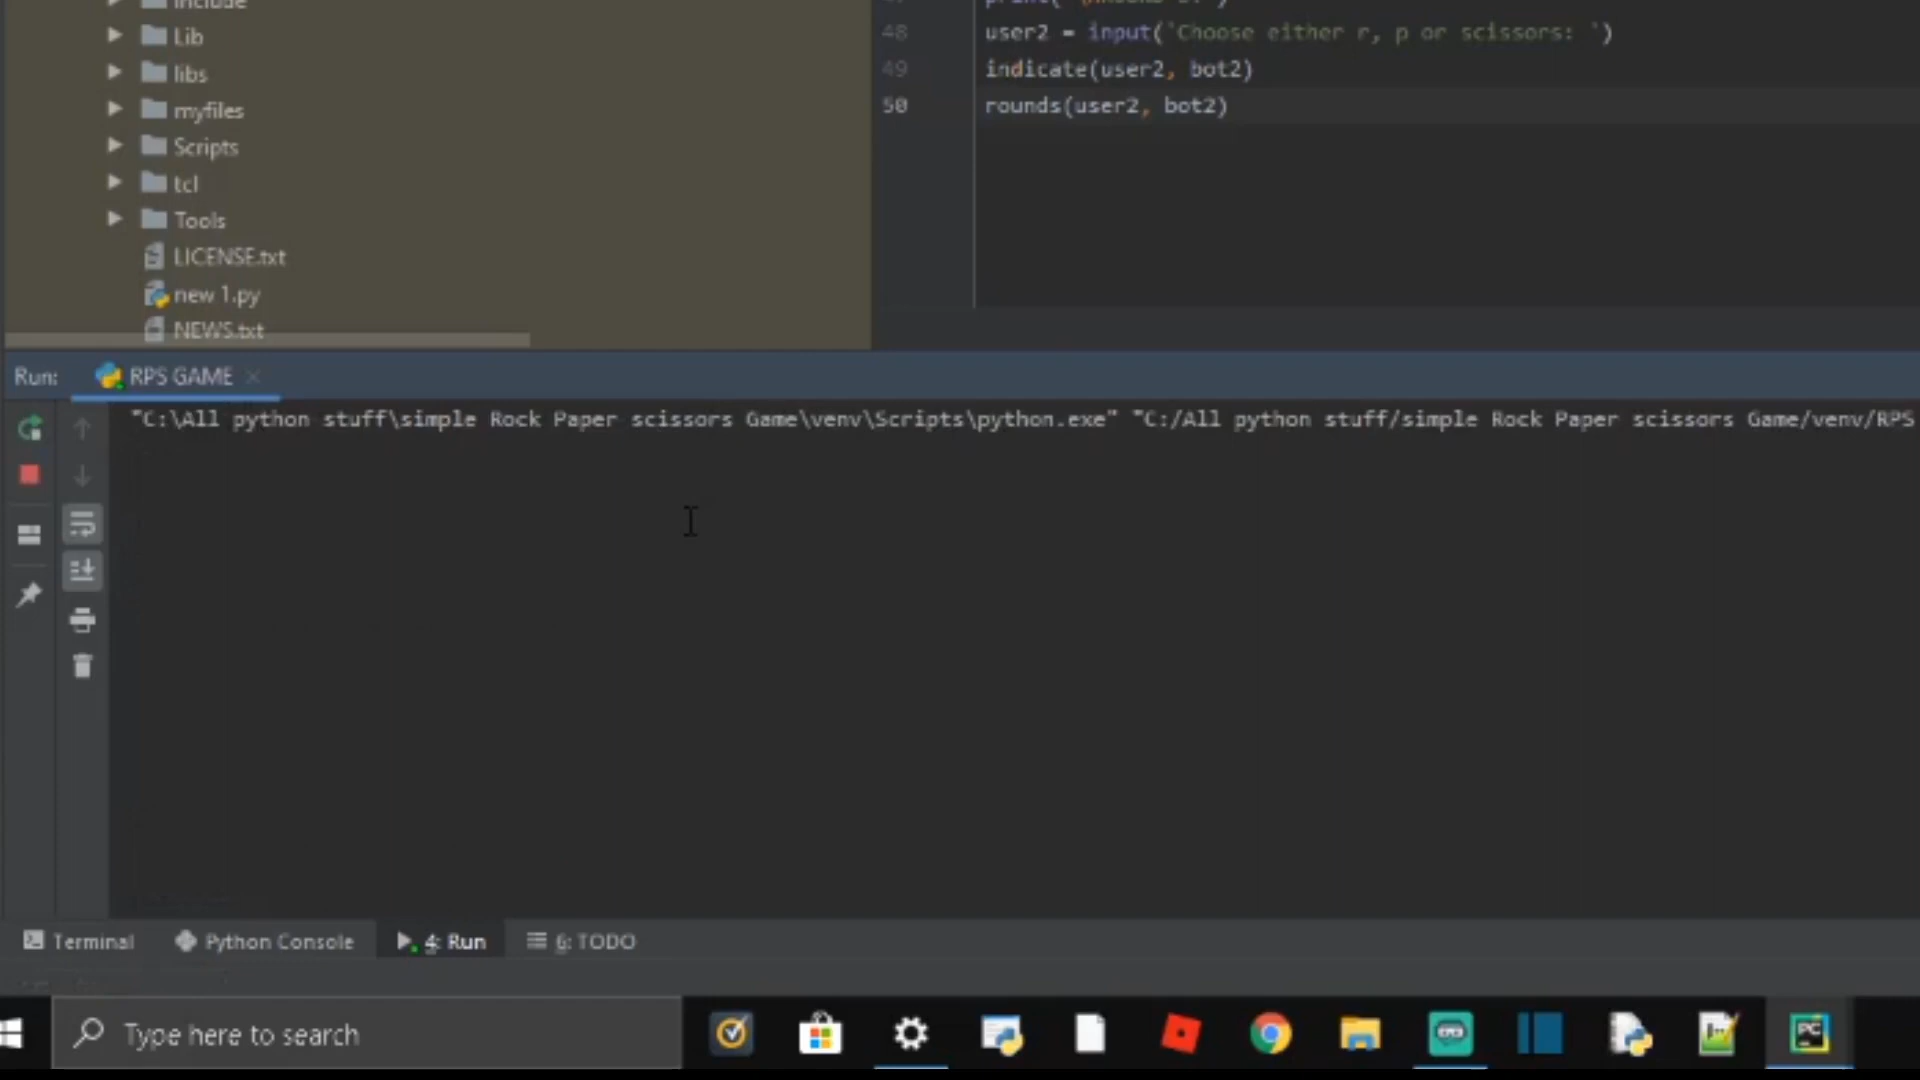 include
Lib
libs
myfiles
Scripts
tcl
Tools
LICENSE.txt
new 1.py
NEWS.txt
48 user2 = input('Choose either r, p or scissors: ')
49 indicate(user2, bot2)
50 rounds(user2, bot2)
Run: RPS GAME
"C:\All python stuff\simple Rock Paper scissors Game\venv\Scripts\python.exe" "C:/All python stuff/simple Rock Paper scissors Game/venv/RPS
Terminal Python Console 4: Run 6: TODO
Type here to search
PC